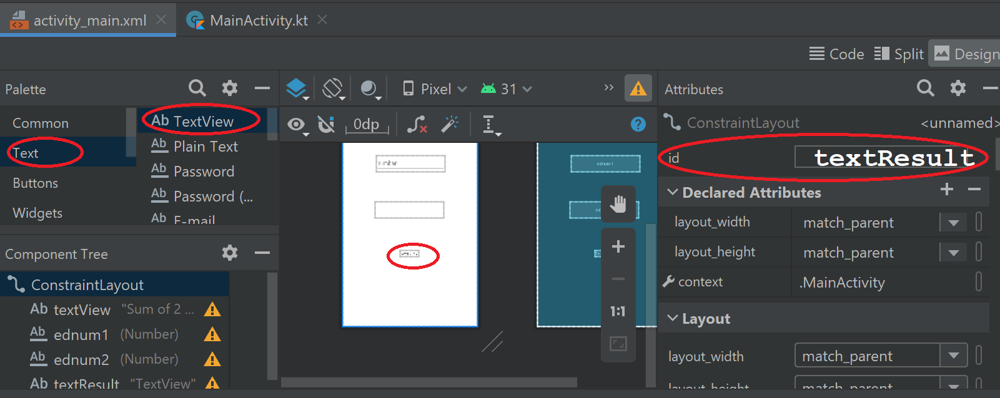 activity_main.xml
MainActivity.kt
Code
Split
Design
Palette
Pixel
31
Attributes
Common
Text
Buttons
Widgets
Ab TextView
Ab Plain Text
Ab Password
Ab Password (...
Ab E-mail
0dp
ConstraintLayout
<unnamed>
id
textResult
number
ednum1
Declared Attributes
layout_width
match_parent
layout_height
match_parent
context
.MainActivity
Layout
layout_width
match_parent
layout_height
match_parent
1:1
Component Tree
ConstraintLayout
Ab textView "Sum of 2 ...
Ab ednum1 (Number)
Ab ednum2 (Number)
Ab textResult "TextView"